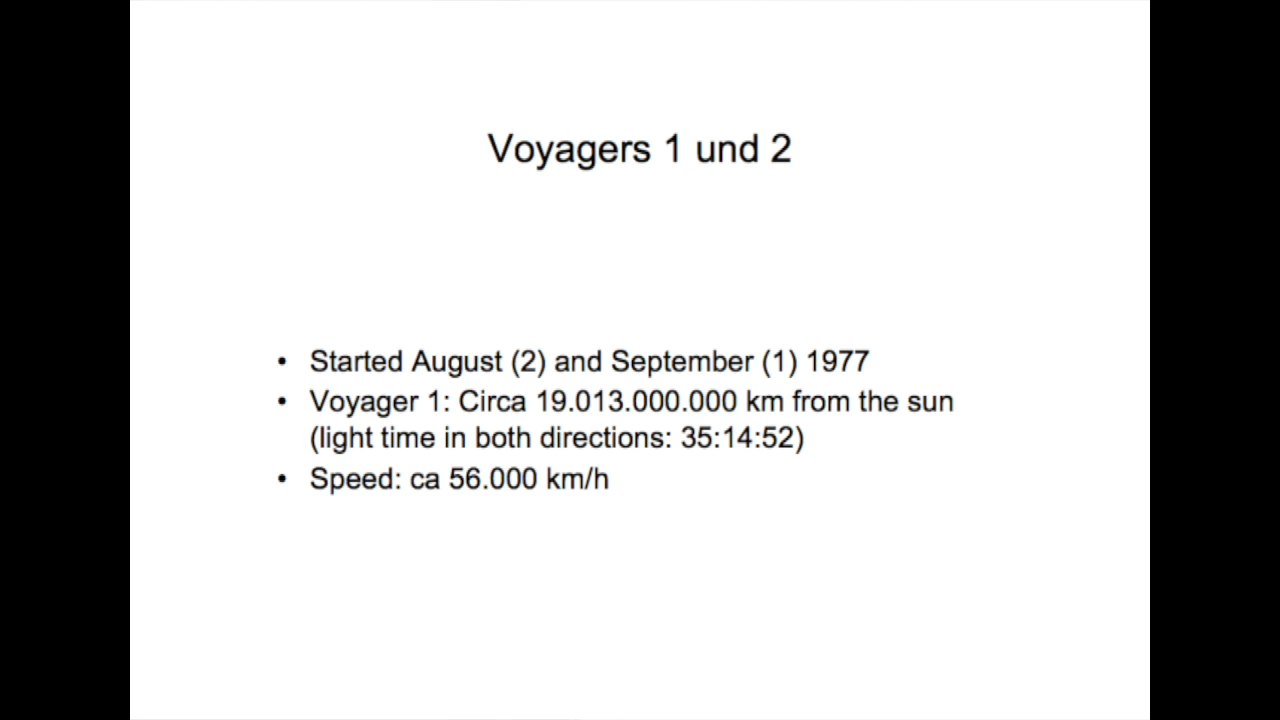 Voyagers 1 und 2
• Started August (2) and September (1) 1977
• Voyager 1: Circa 19.013.000.000 km from the sun
(light time in both directions: 35:14:52)
• Speed: ca 56.000 km/h